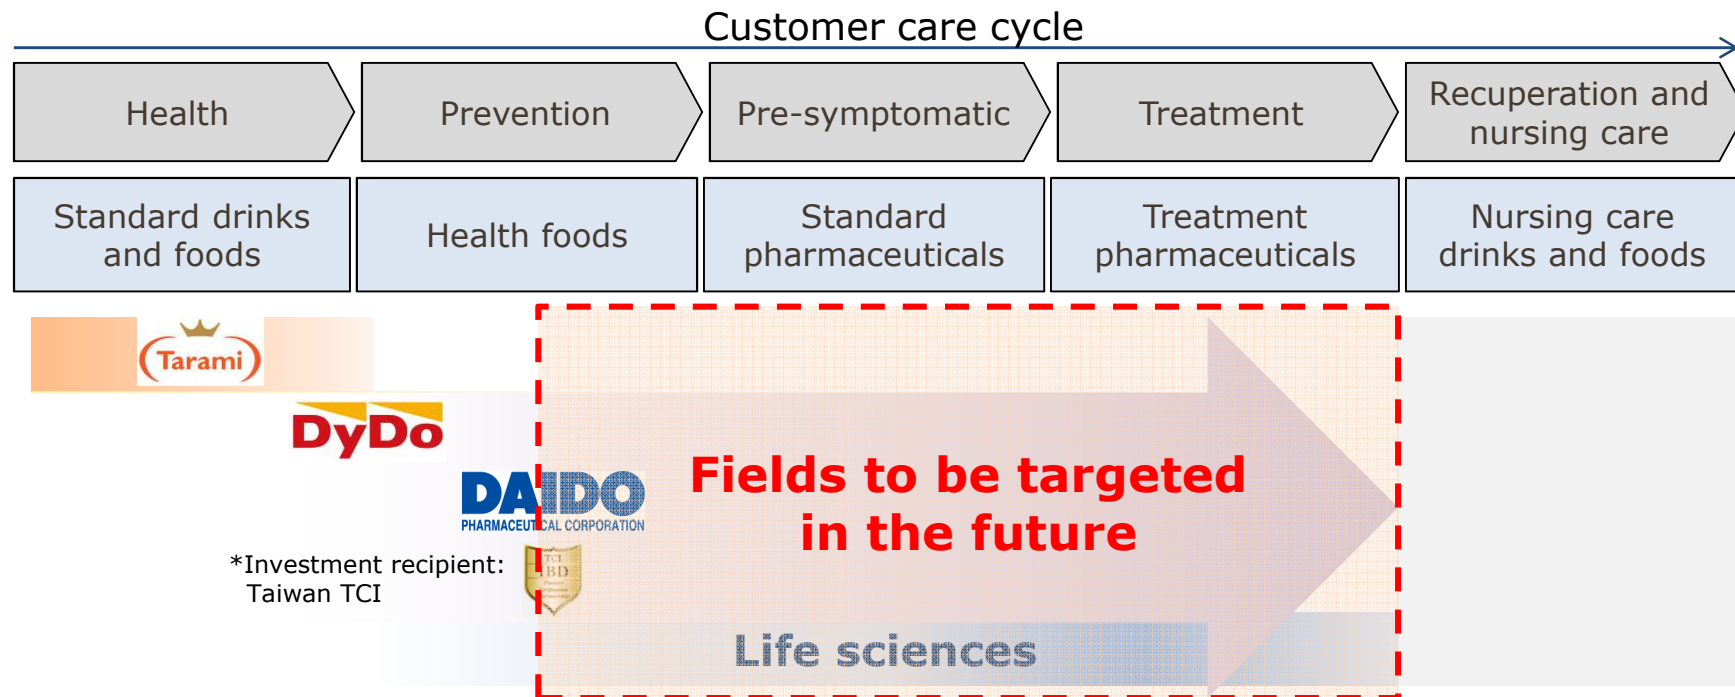 Customer care cycle
Health
Prevention
Pre-symptomatic
Treatment
Recuperation and
nursing care
Standard drinks
and foods
Health foods
Standard
pharmaceuticals
Treatment
pharmaceuticals
Nursing care
drinks and foods
Tarami
DyDo
DAIDO
PHARMACEUTICAL CORPORATION
Fields to be targeted
in the future
*Investment recipient:
Taiwan TCI
TCI
IBD
Life sciences